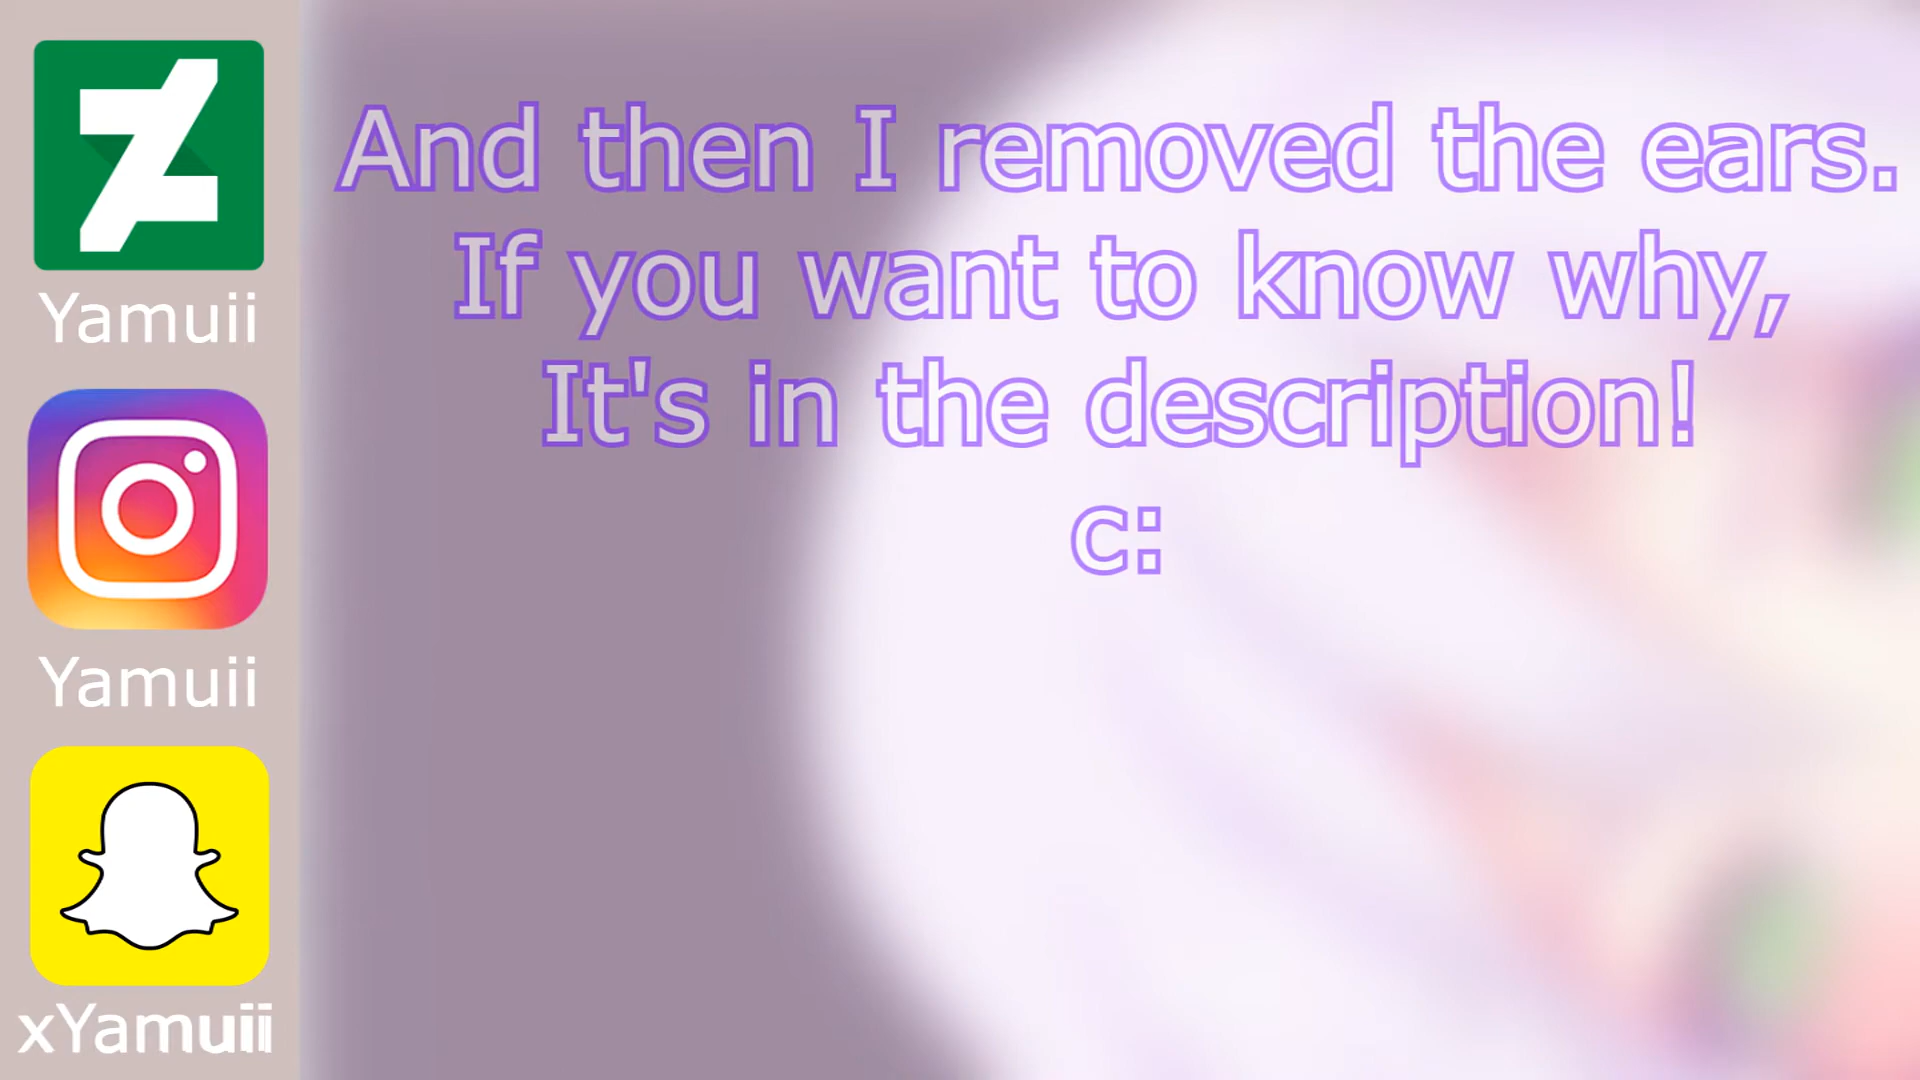 Yamuii
Yamuii
xYamuii
And then I removed the ears.
If you want to know why,
It's in the description!
c: